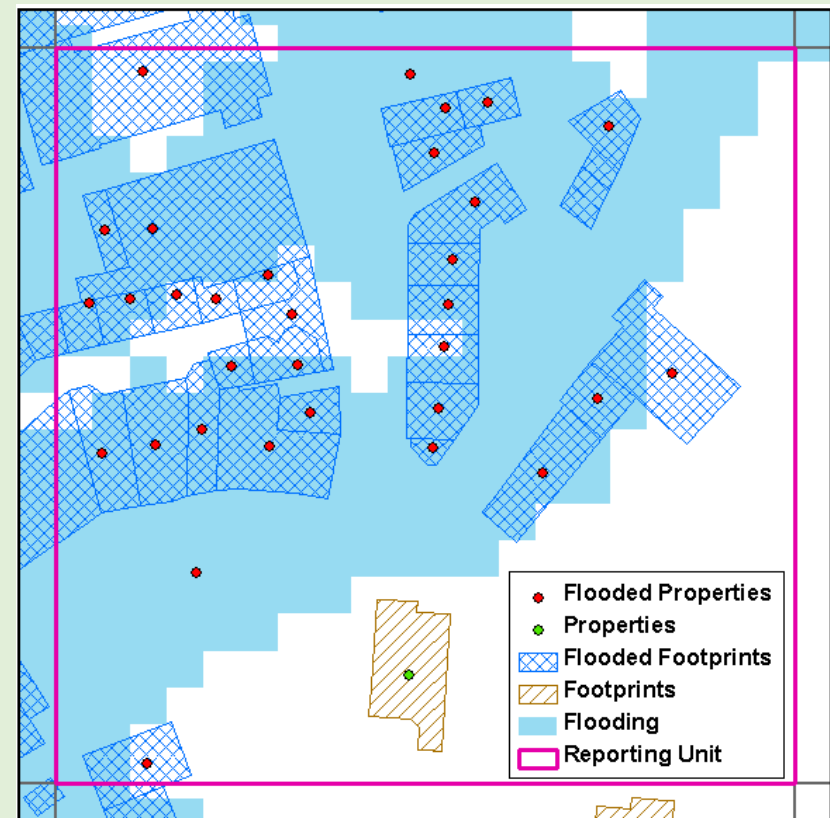 Flooded Properties
Properties
Flooded Footprints
Footprints
Flooding
Reporting Unit